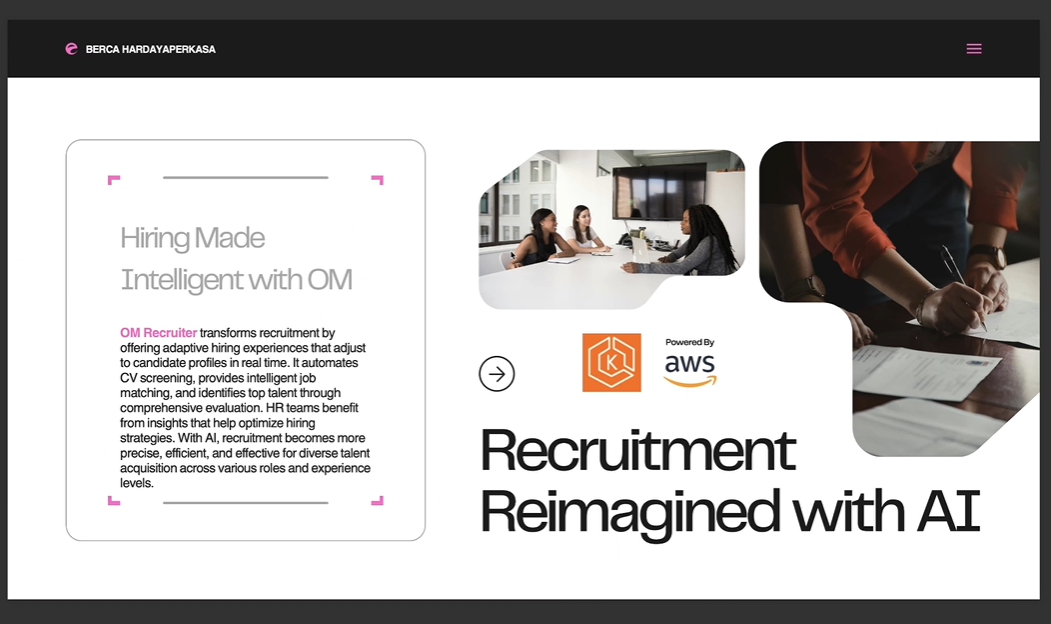 BERCA HARDAYAPERKASA
Hiring Made
Intelligent with OM
OM Recruiter transforms recruitment by
offering adaptive hiring experiences that adjust
to candidate profiles in real time. It automates
CV screening, provides intelligent job
matching, and identifies top talent through
comprehensive evaluation. HR teams benefit
from insights that help optimize hiring
strategies. With AI, recruitment becomes more
precise, efficient, and effective for diverse talent
acquisition across various roles and experience
levels.
K
Powered By
aws
Recruitment
Reimagined with AI